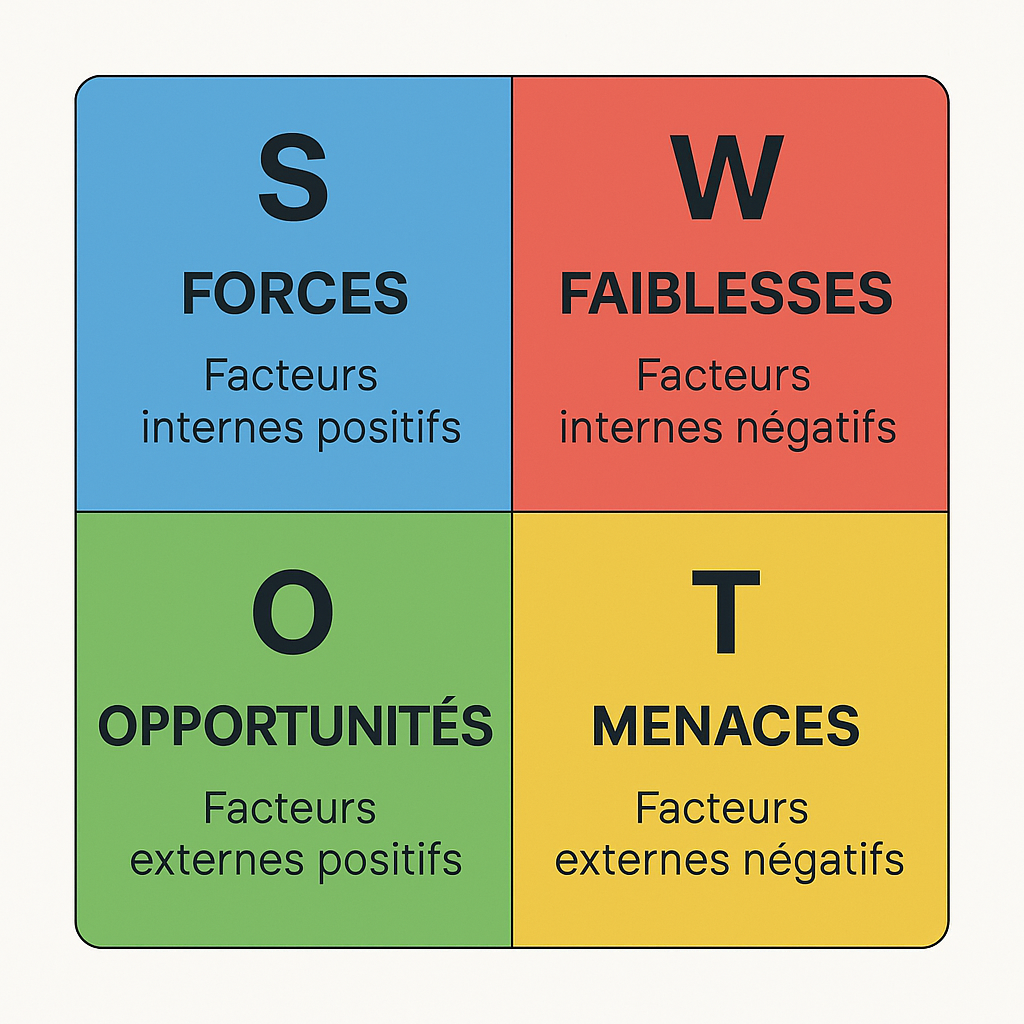 S
FORCES
Facteurs
internes positifs
W
FAIBLESSES
Facteurs
internes négatifs
O
OPPORTUNITÉS
Facteurs
externes positifs
T
MENACES
Facteurs
externes négatifs